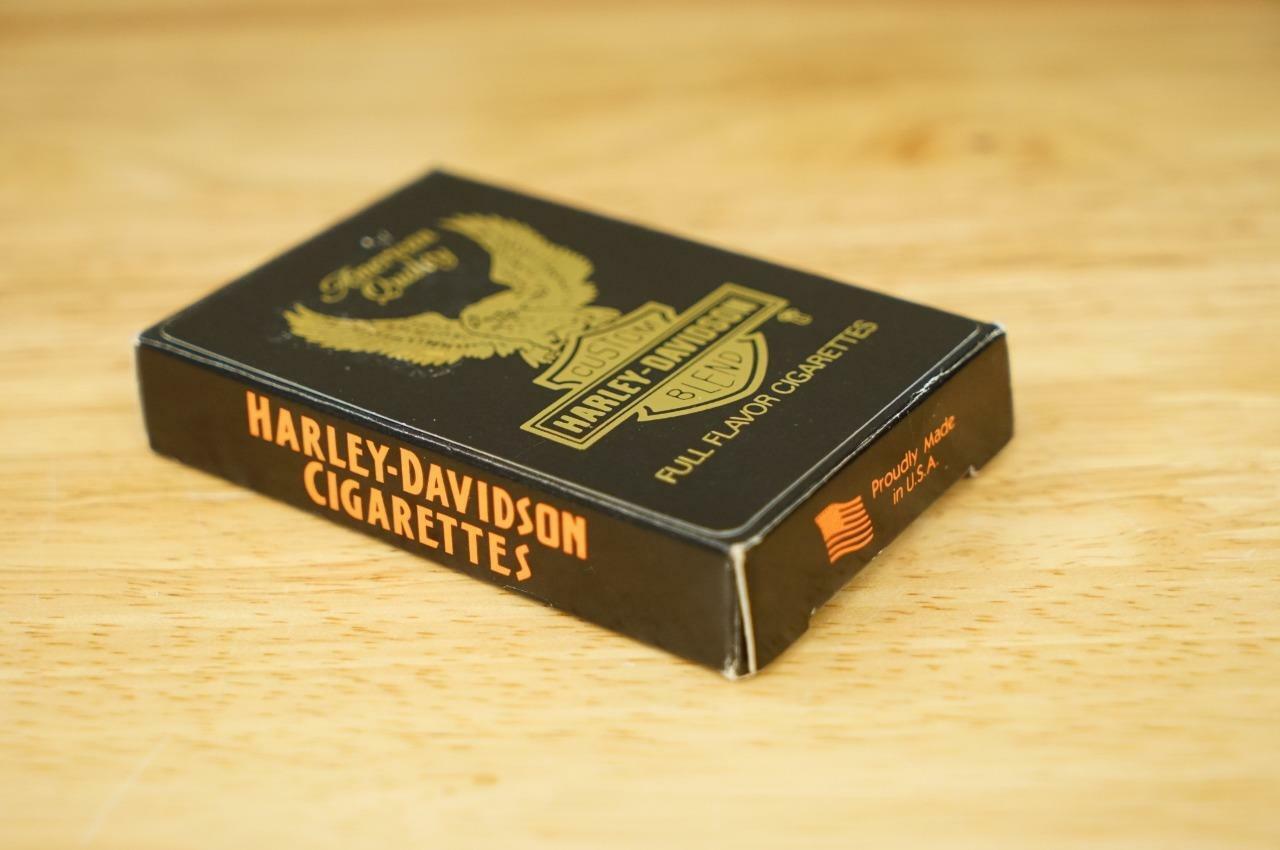 American
Quality
CUSTOM
HARLEY-DAVIDSON
BLEND
FULL FLAVOR CIGARETTES
HARLEY-DAVIDSON
CIGARETTES
Proudly Made
in U.S.A.